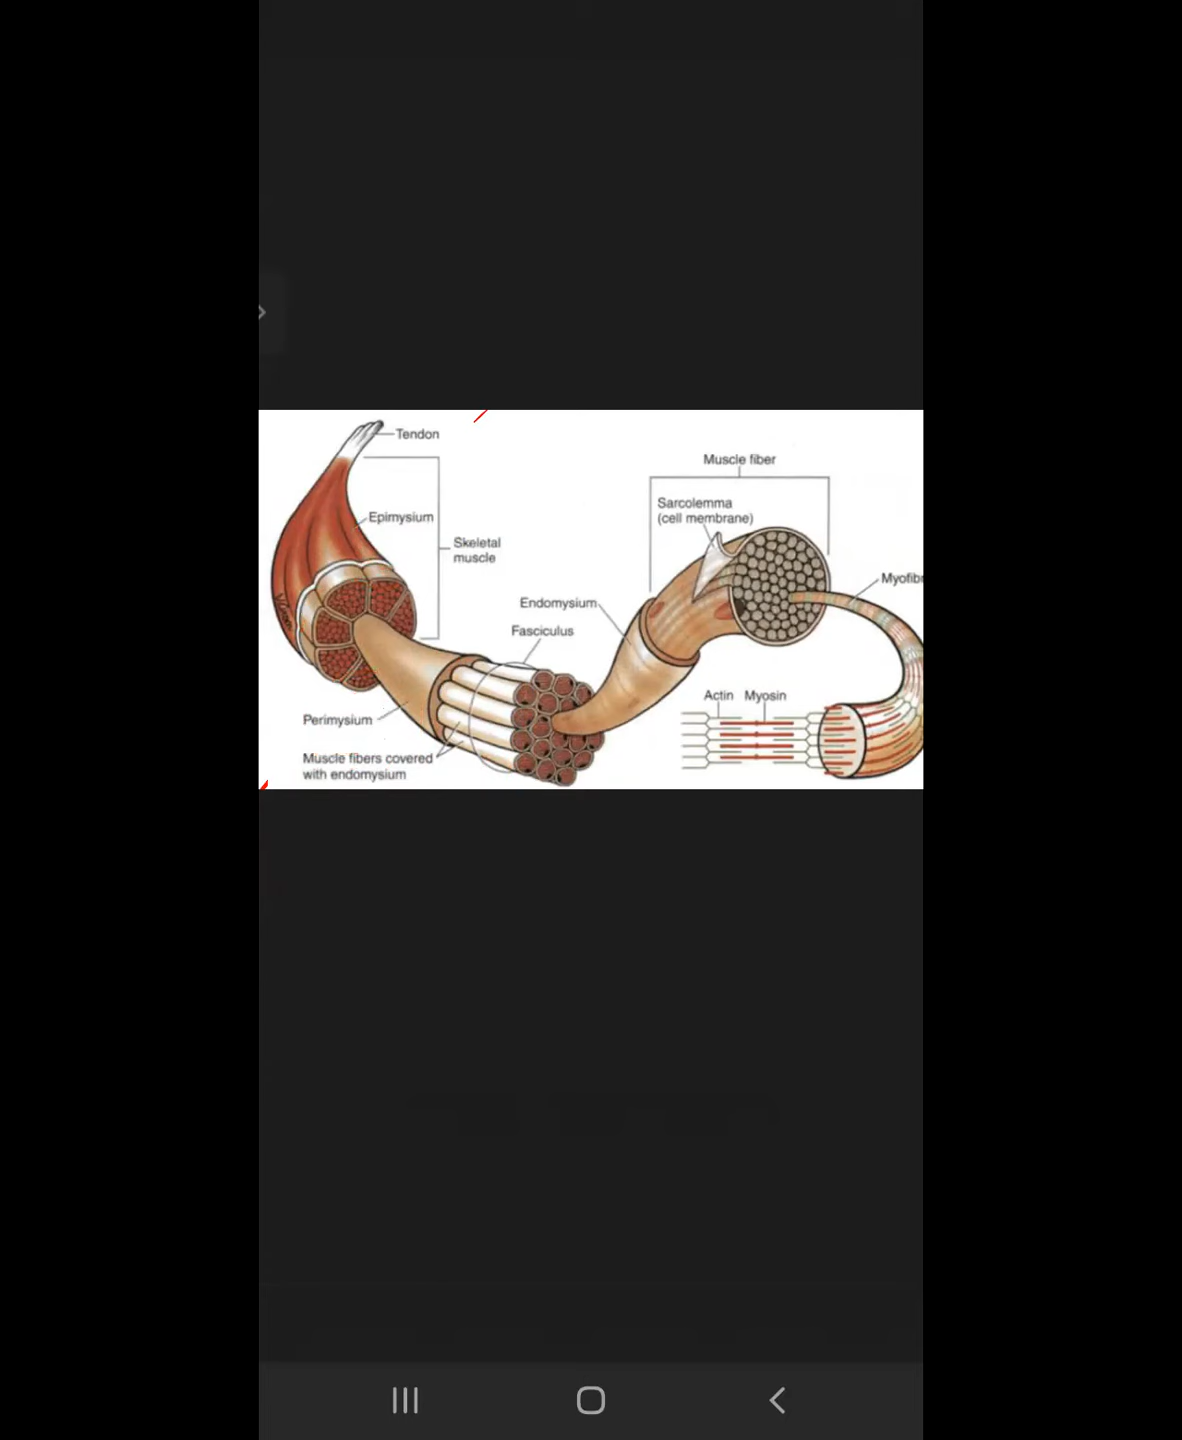 Tendon
Epimysium
Skeletal
muscle
Muscle fiber
Sarcolemma
(cell membrane)
Myofibr
Endomysium
Fasciculus
Actin Myosin
Perimysium
Muscle fibers covered
with endomysium